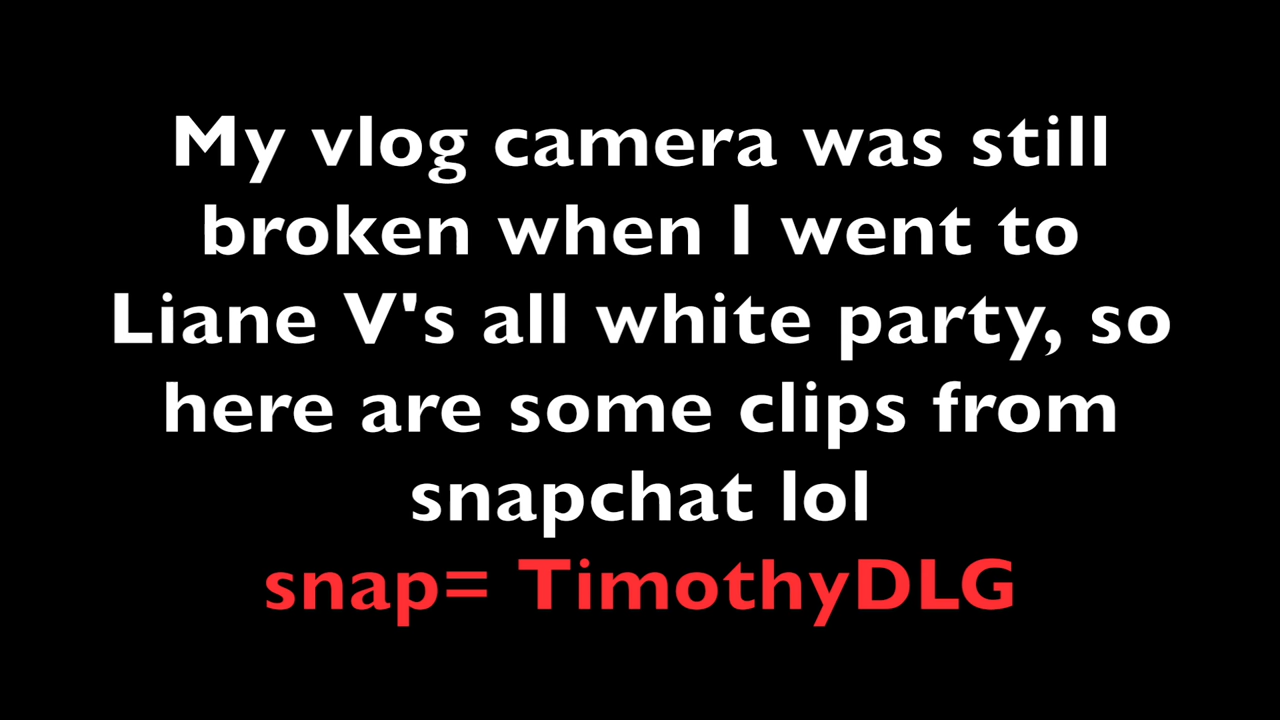 My vlog camera was still
broken when I went to
Liane V's all white party, so
here are some clips from
snapchat lol
snap= TimothyDLG